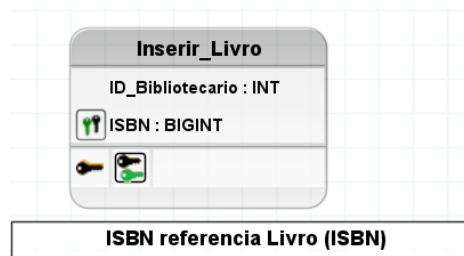 Inserir_Livro
ID_Bibliotecario : INT
ISBN : BIGINT
ISBN referencia Livro (ISBN)